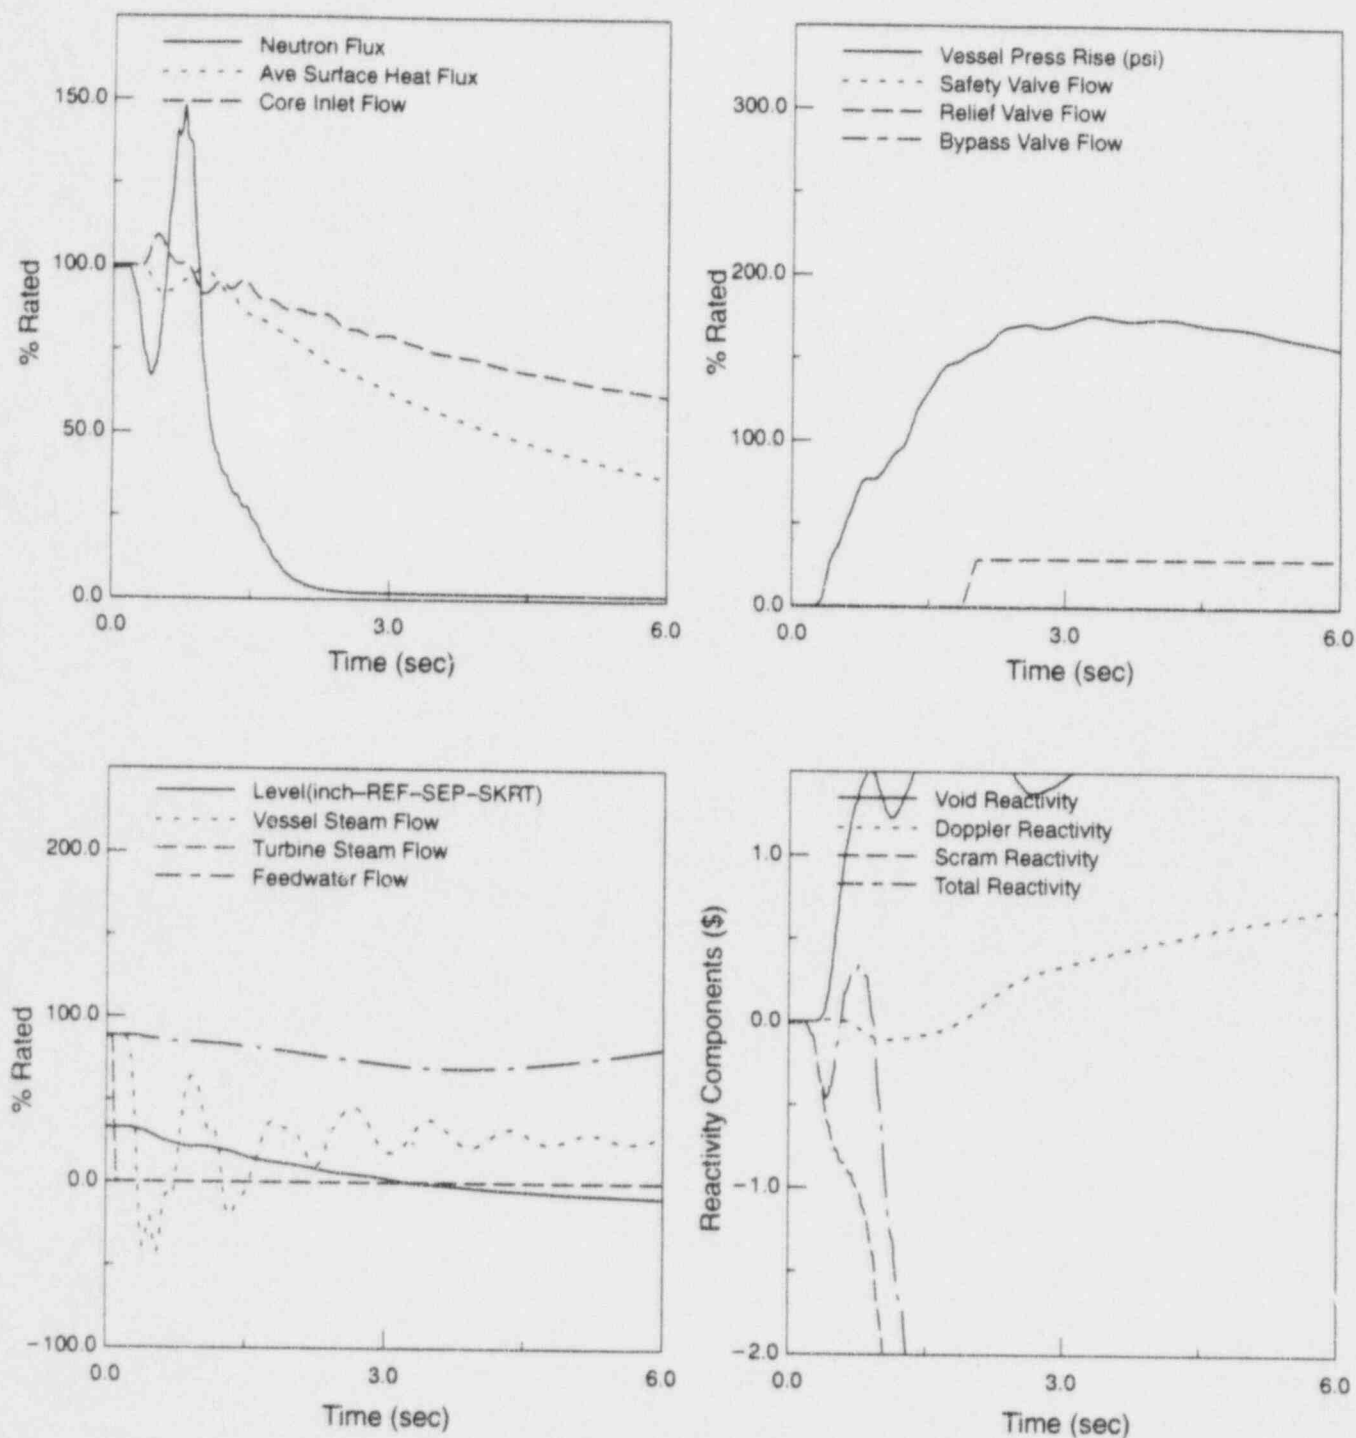 Neutron Flux
Ave Surface Heat Flux
Core Inlet Flow
150.0
100.0
50.0
0.0
% Rated
0.0
3.0
6.0
Time (sec)
Vessel Press Rise (psi)
Safety Valve Flow
Relief Valve Flow
Bypass Valve Flow
300.0
200.0
100.0
0.0
% Rated
0.0
3.0
6.0
Time (sec)
Level(inch-REF-SEP-SKRT)
Vessel Steam Flow
Turbine Steam Flow
Feedwater Flow
200.0
100.0
0.0
-100.0
% Rated
0.0
3.0
6.0
Time (sec)
Void Reactivity
Doppler Reactivity
Scram Reactivity
Total Reactivity
1.0
0.0
-1.0
-2.0
Reactivity Components ($)
0.0
3.0
6.0
Time (sec)